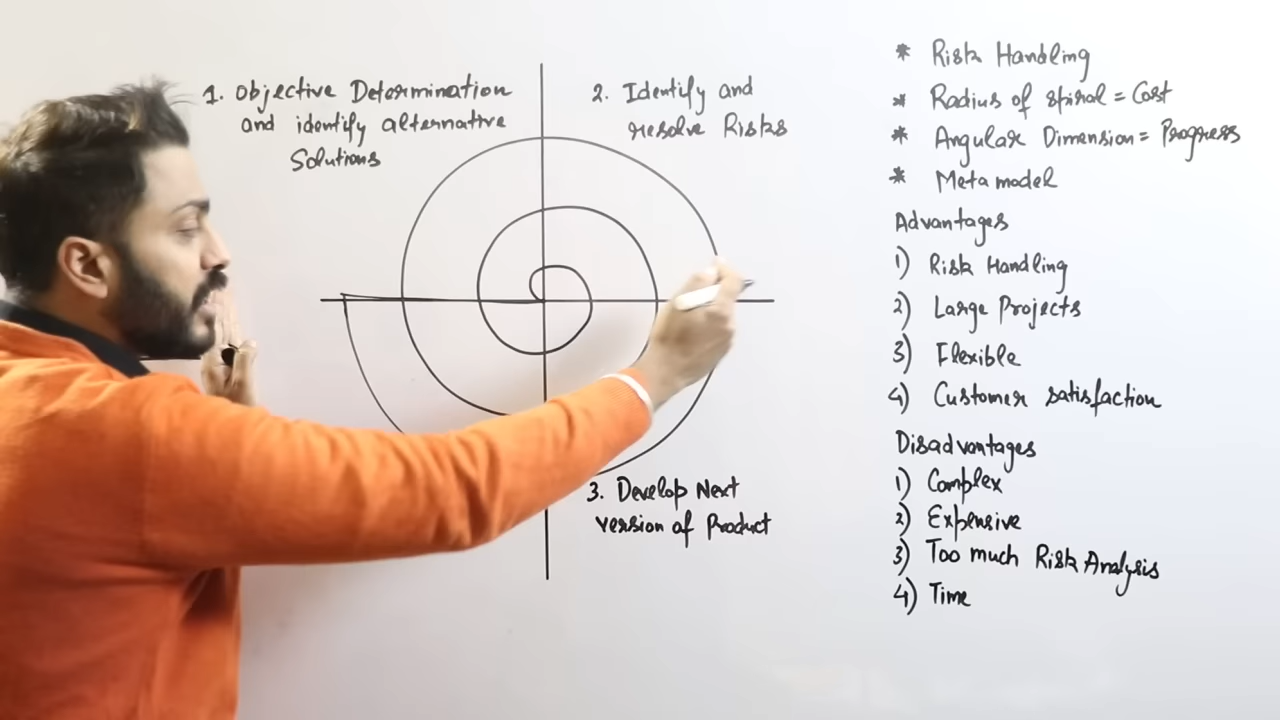 1. Objective Determination
and identify alternative
Solutions
2. Identify and
resolve Risks
3. Develop Next
version of Product
* Risk Handling
* Radius of spiral = Cost
* Angular Dimension = Progress
* Meta model
Advantages
1) Risk Handling
2) Large Projects
3) Flexible
4) Customer satisfaction
Disadvantages
1) Complex
2) Expensive
3) Too much Risk Analysis
4) Time